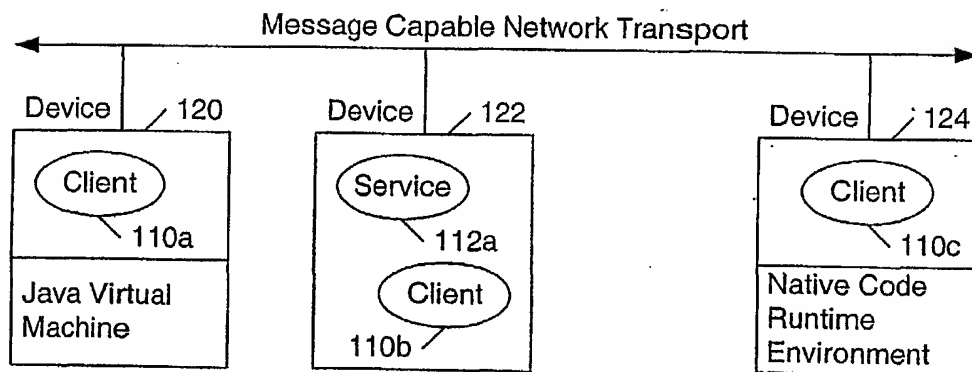 Message Capable Network Transport
Device 120
Device 122
Device 124
Client
110a
Java Virtual
Machine
Service
112a
Client
110b
Client
110c
Native Code
Runtime
Environment